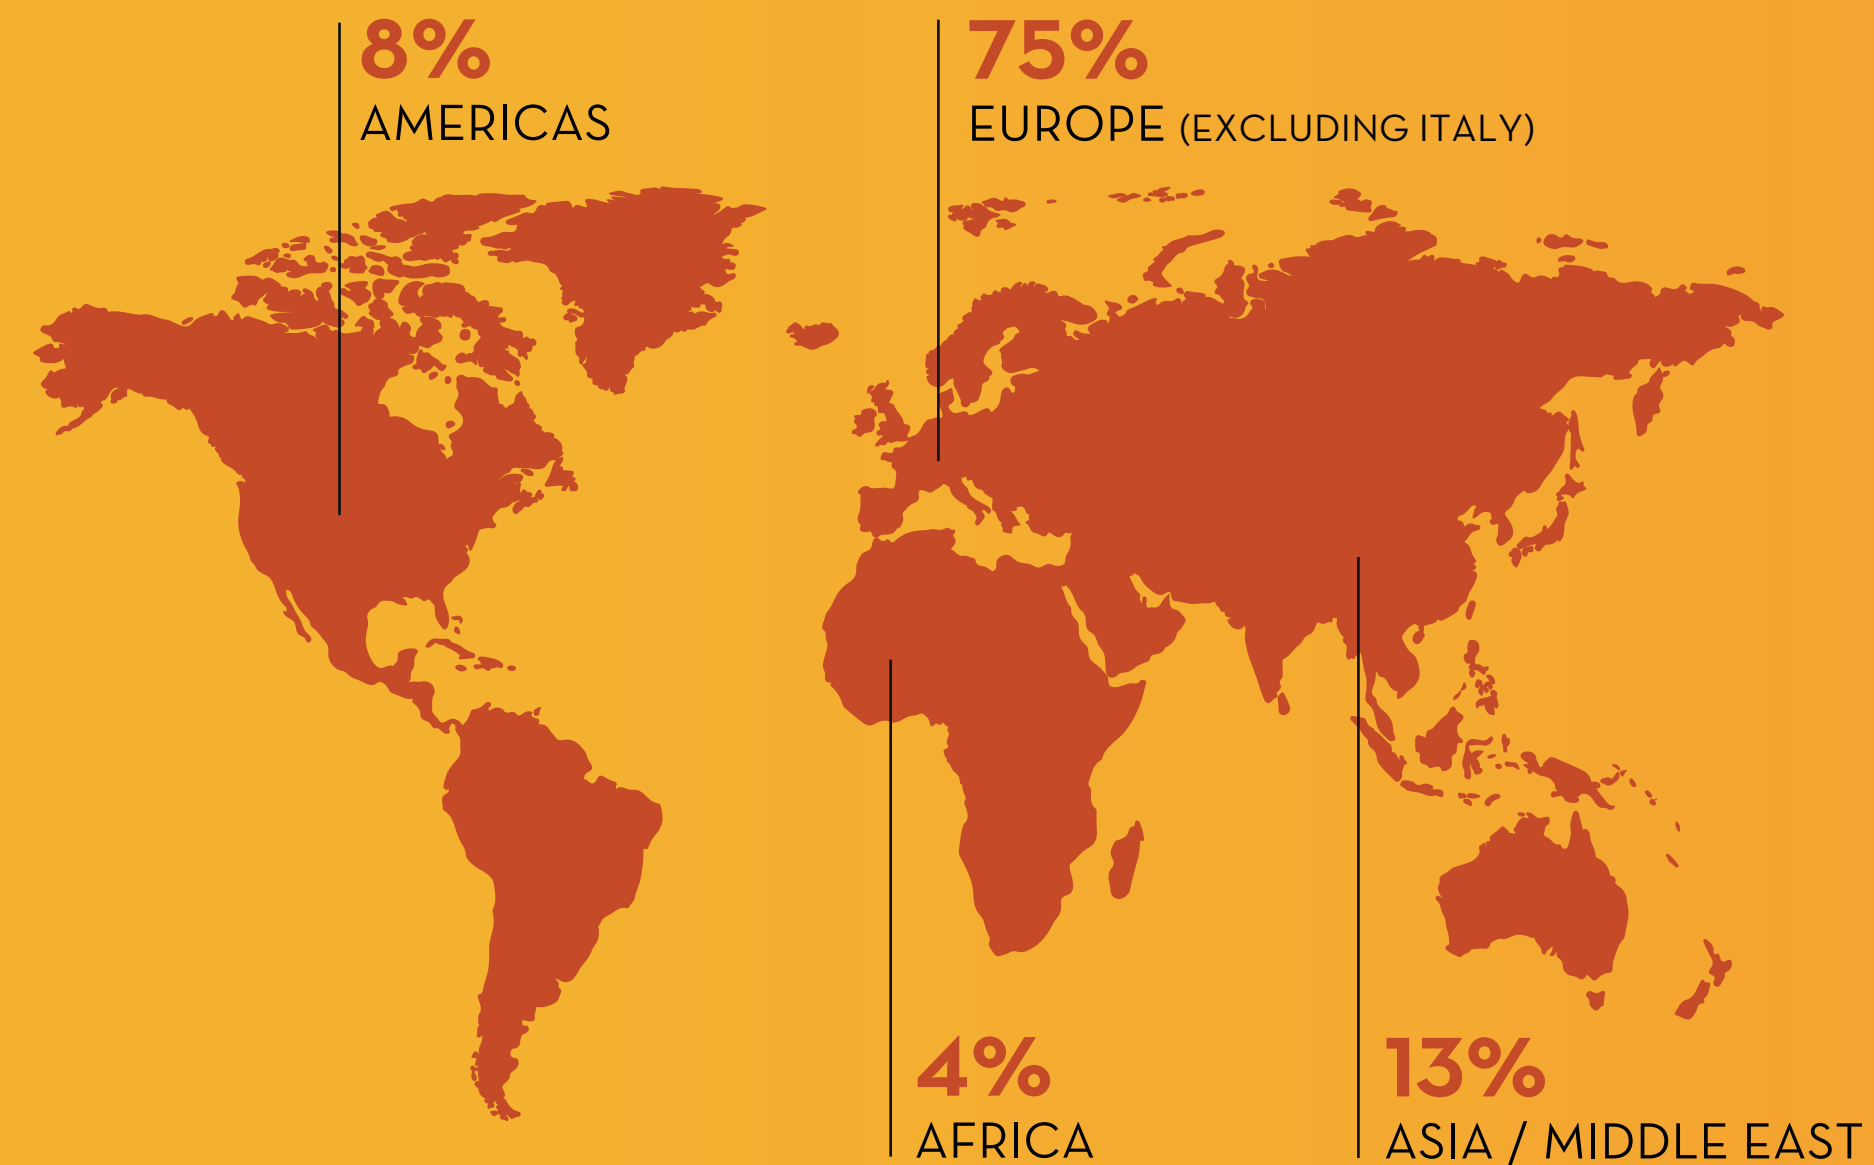 8%
AMERICAS
75%
EUROPE (EXCLUDING ITALY)
4%
AFRICA
13%
ASIA / MIDDLE EAST